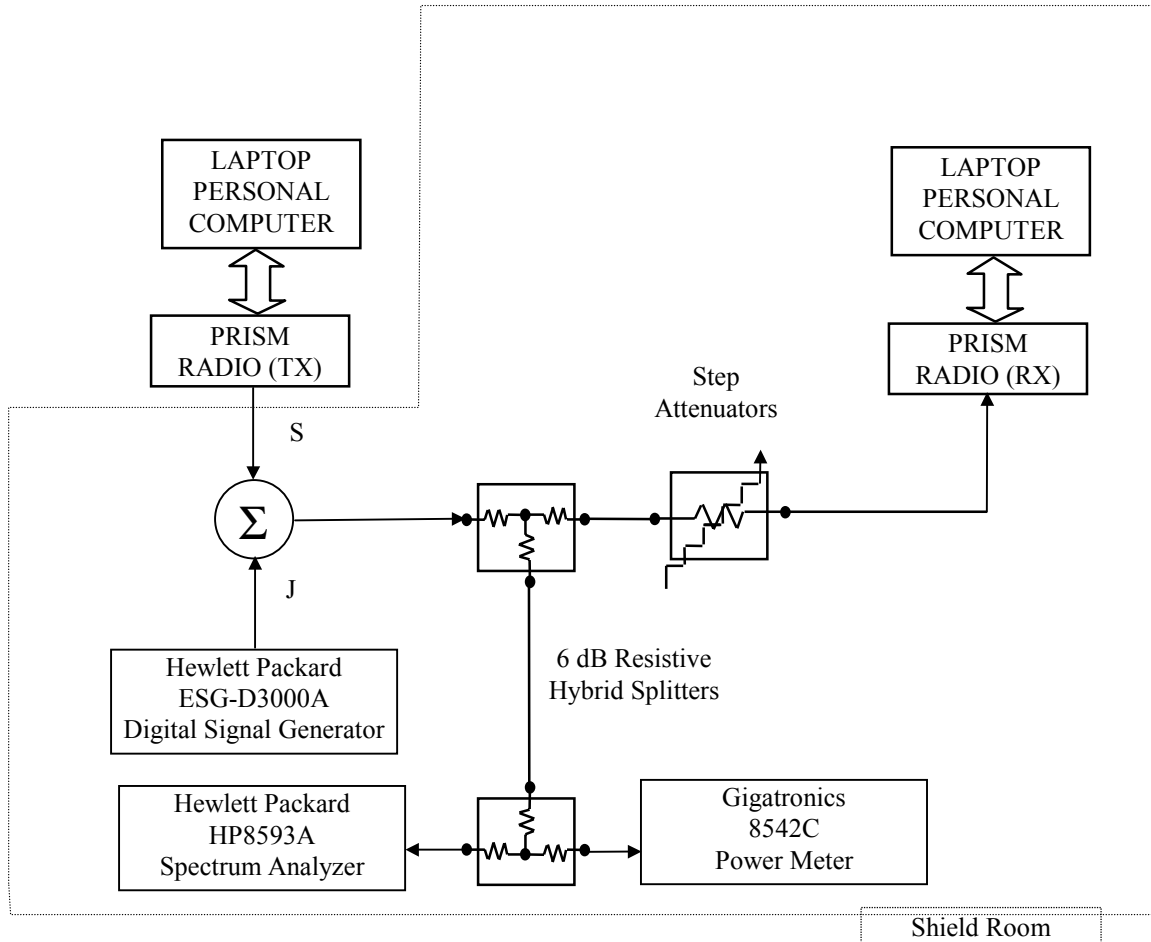 LAPTOP
PERSONAL
COMPUTER
PRISM
RADIO (TX)
LAPTOP
PERSONAL
COMPUTER
PRISM
RADIO (RX)
Step
Attenuators
S
Σ
J
Hewlett Packard
ESG-D3000A
Digital Signal Generator
6 dB Resistive
Hybrid Splitters
Hewlett Packard
HP8593A
Spectrum Analyzer
Gigatronics
8542C
Power Meter
Shield Room